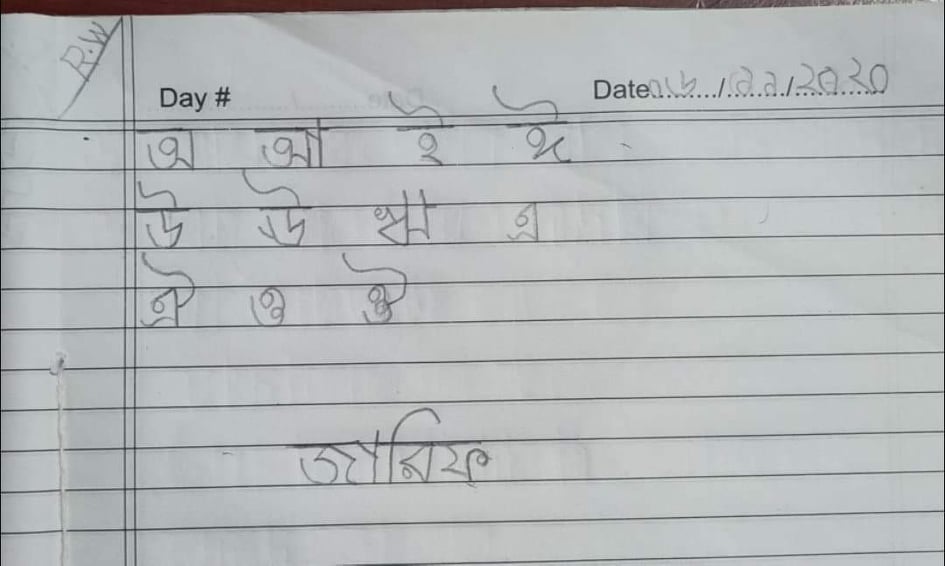 R.W
Day # Date ০৬/১১/২০২০
অ আ ই ঈ
উ ঊ ঋ এ
ঐ ও ঔ
জানিফ